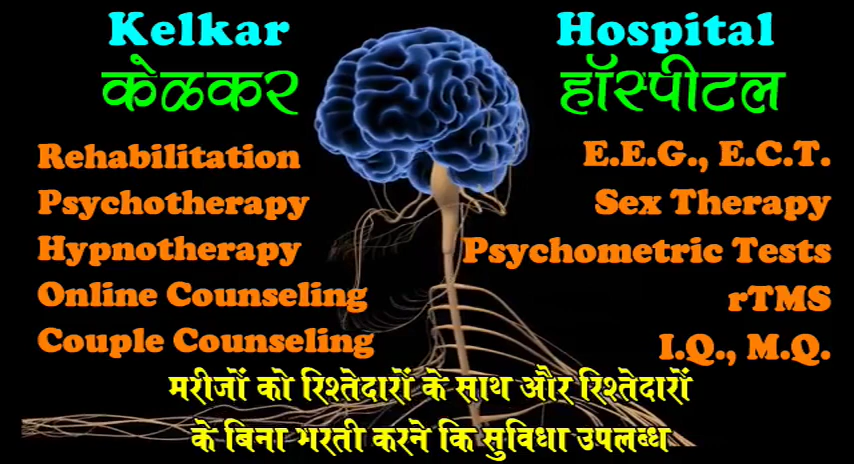 Kelkar Hospital
केळकर हॉस्पीटल
Rehabilitation
Psychotherapy
Hypnotherapy
Online Counseling
Couple Counseling
E.E.G., E.C.T.
Sex Therapy
Psychometric Tests
rTMS
I.Q., M.Q.
मरीजों को रिश्तेदारों के साथ और रिश्तेदारों
के बिना भरती करने कि सुविधा उपलब्ध